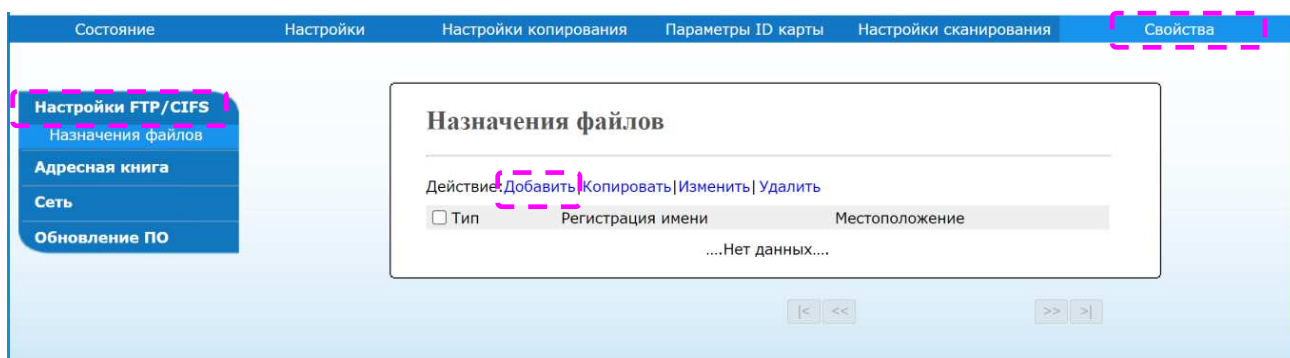 Состояние Настройки Настройки копирования Параметры ID карты Настройки сканирования Свойства
Настройки FTP/CIFS
Назначения файлов
Адресная книга
Сеть
Обновление ПО
Назначения файлов
Действие:Добавить|Копировать|Изменить|Удалить
Тип Регистрация имени Местоположение
....Нет данных....
|< << >> >|